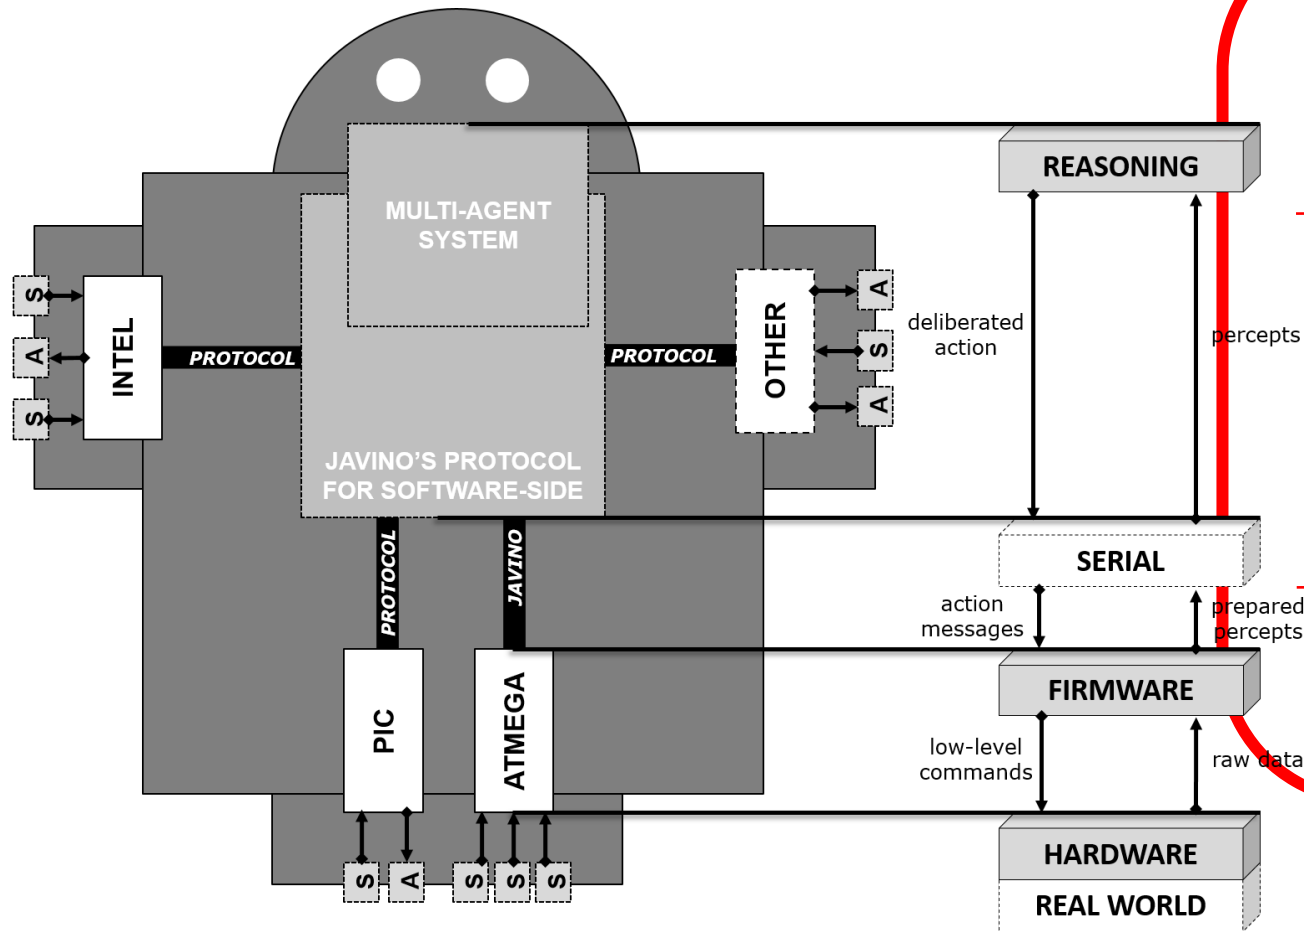 REASONING
MULTI-AGENT
SYSTEM
S
A
S
INTEL
PROTOCOL
PROTOCOL
OTHER
A
S
A
deliberated
action
percepts
JAVINO'S PROTOCOL
FOR SOFTWARE-SIDE
PROTOCOL
JAVINO
SERIAL
action
messages
prepared
percepts
PIC
ATMEGA
FIRMWARE
low-level
commands
raw data
S
A
S
S
S
HARDWARE
REAL WORLD